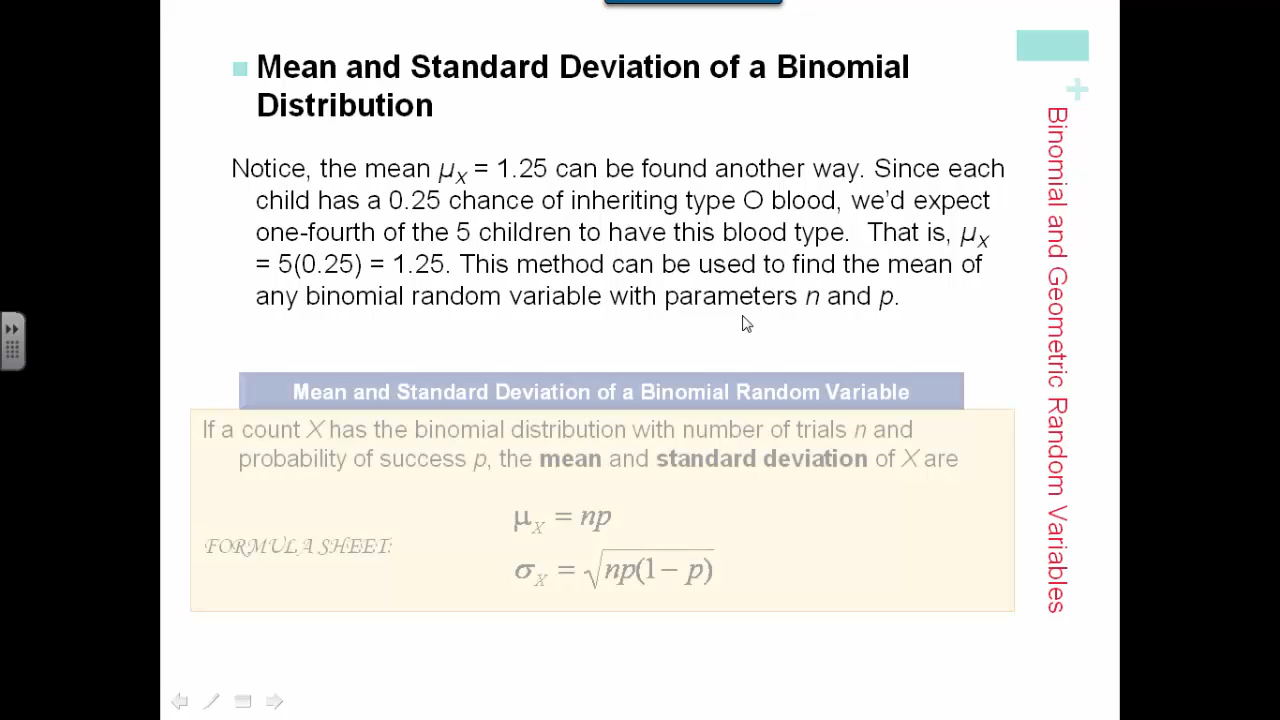 Mean and Standard Deviation of a Binomial
Distribution
Notice, the mean μX = 1.25 can be found another way. Since each
child has a 0.25 chance of inheriting type O blood, we’d expect
one-fourth of the 5 children to have this blood type. That is, μX
= 5(0.25) = 1.25. This method can be used to find the mean of
any binomial random variable with parameters n and p.
Mean and Standard Deviation of a Binomial Random Variable
If a count X has the binomial distribution with number of trials n and
probability of success p, the mean and standard deviation of X are
μX = np
FORMULA SHEET:
σX = √np(1− p)
+
Binomial and Geometric Random Variables